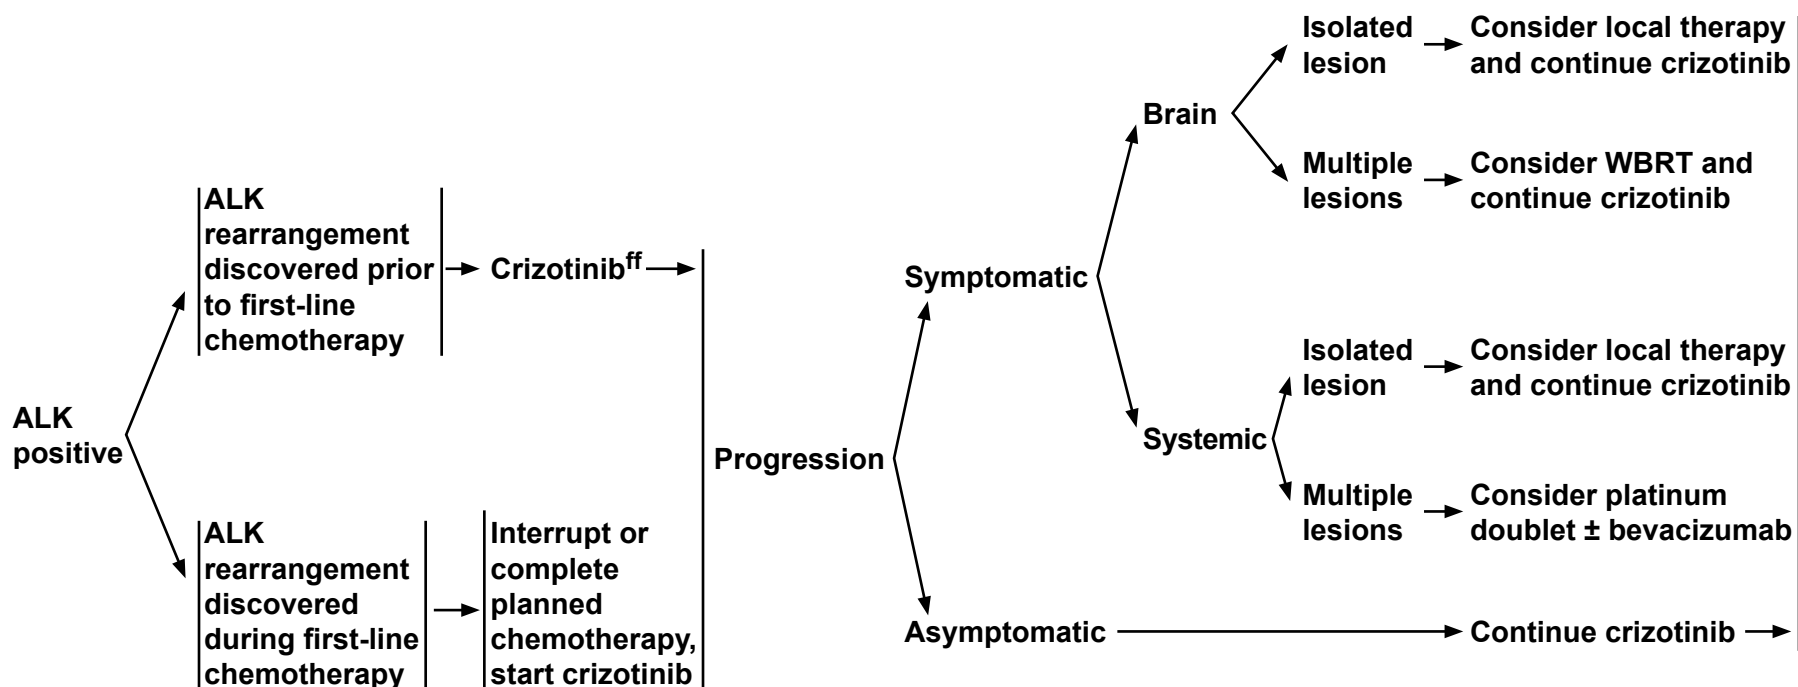 ALK
positive
ALK
rearrangement
discovered prior
to first-line
chemotherapy
Crizotinibff
ALK
rearrangement
discovered
during first-line
chemotherapy
Interrupt or
complete
planned
chemotherapy,
start crizotinib
Progression
Symptomatic
Brain
Isolated
lesion
Consider local therapy
and continue crizotinib
Multiple
lesions
Consider WBRT and
continue crizotinib
Systemic
Isolated
lesion
Consider local therapy
and continue crizotinib
Multiple
lesions
Consider platinum
doublet ± bevacizumab
Asymptomatic
Continue crizotinib